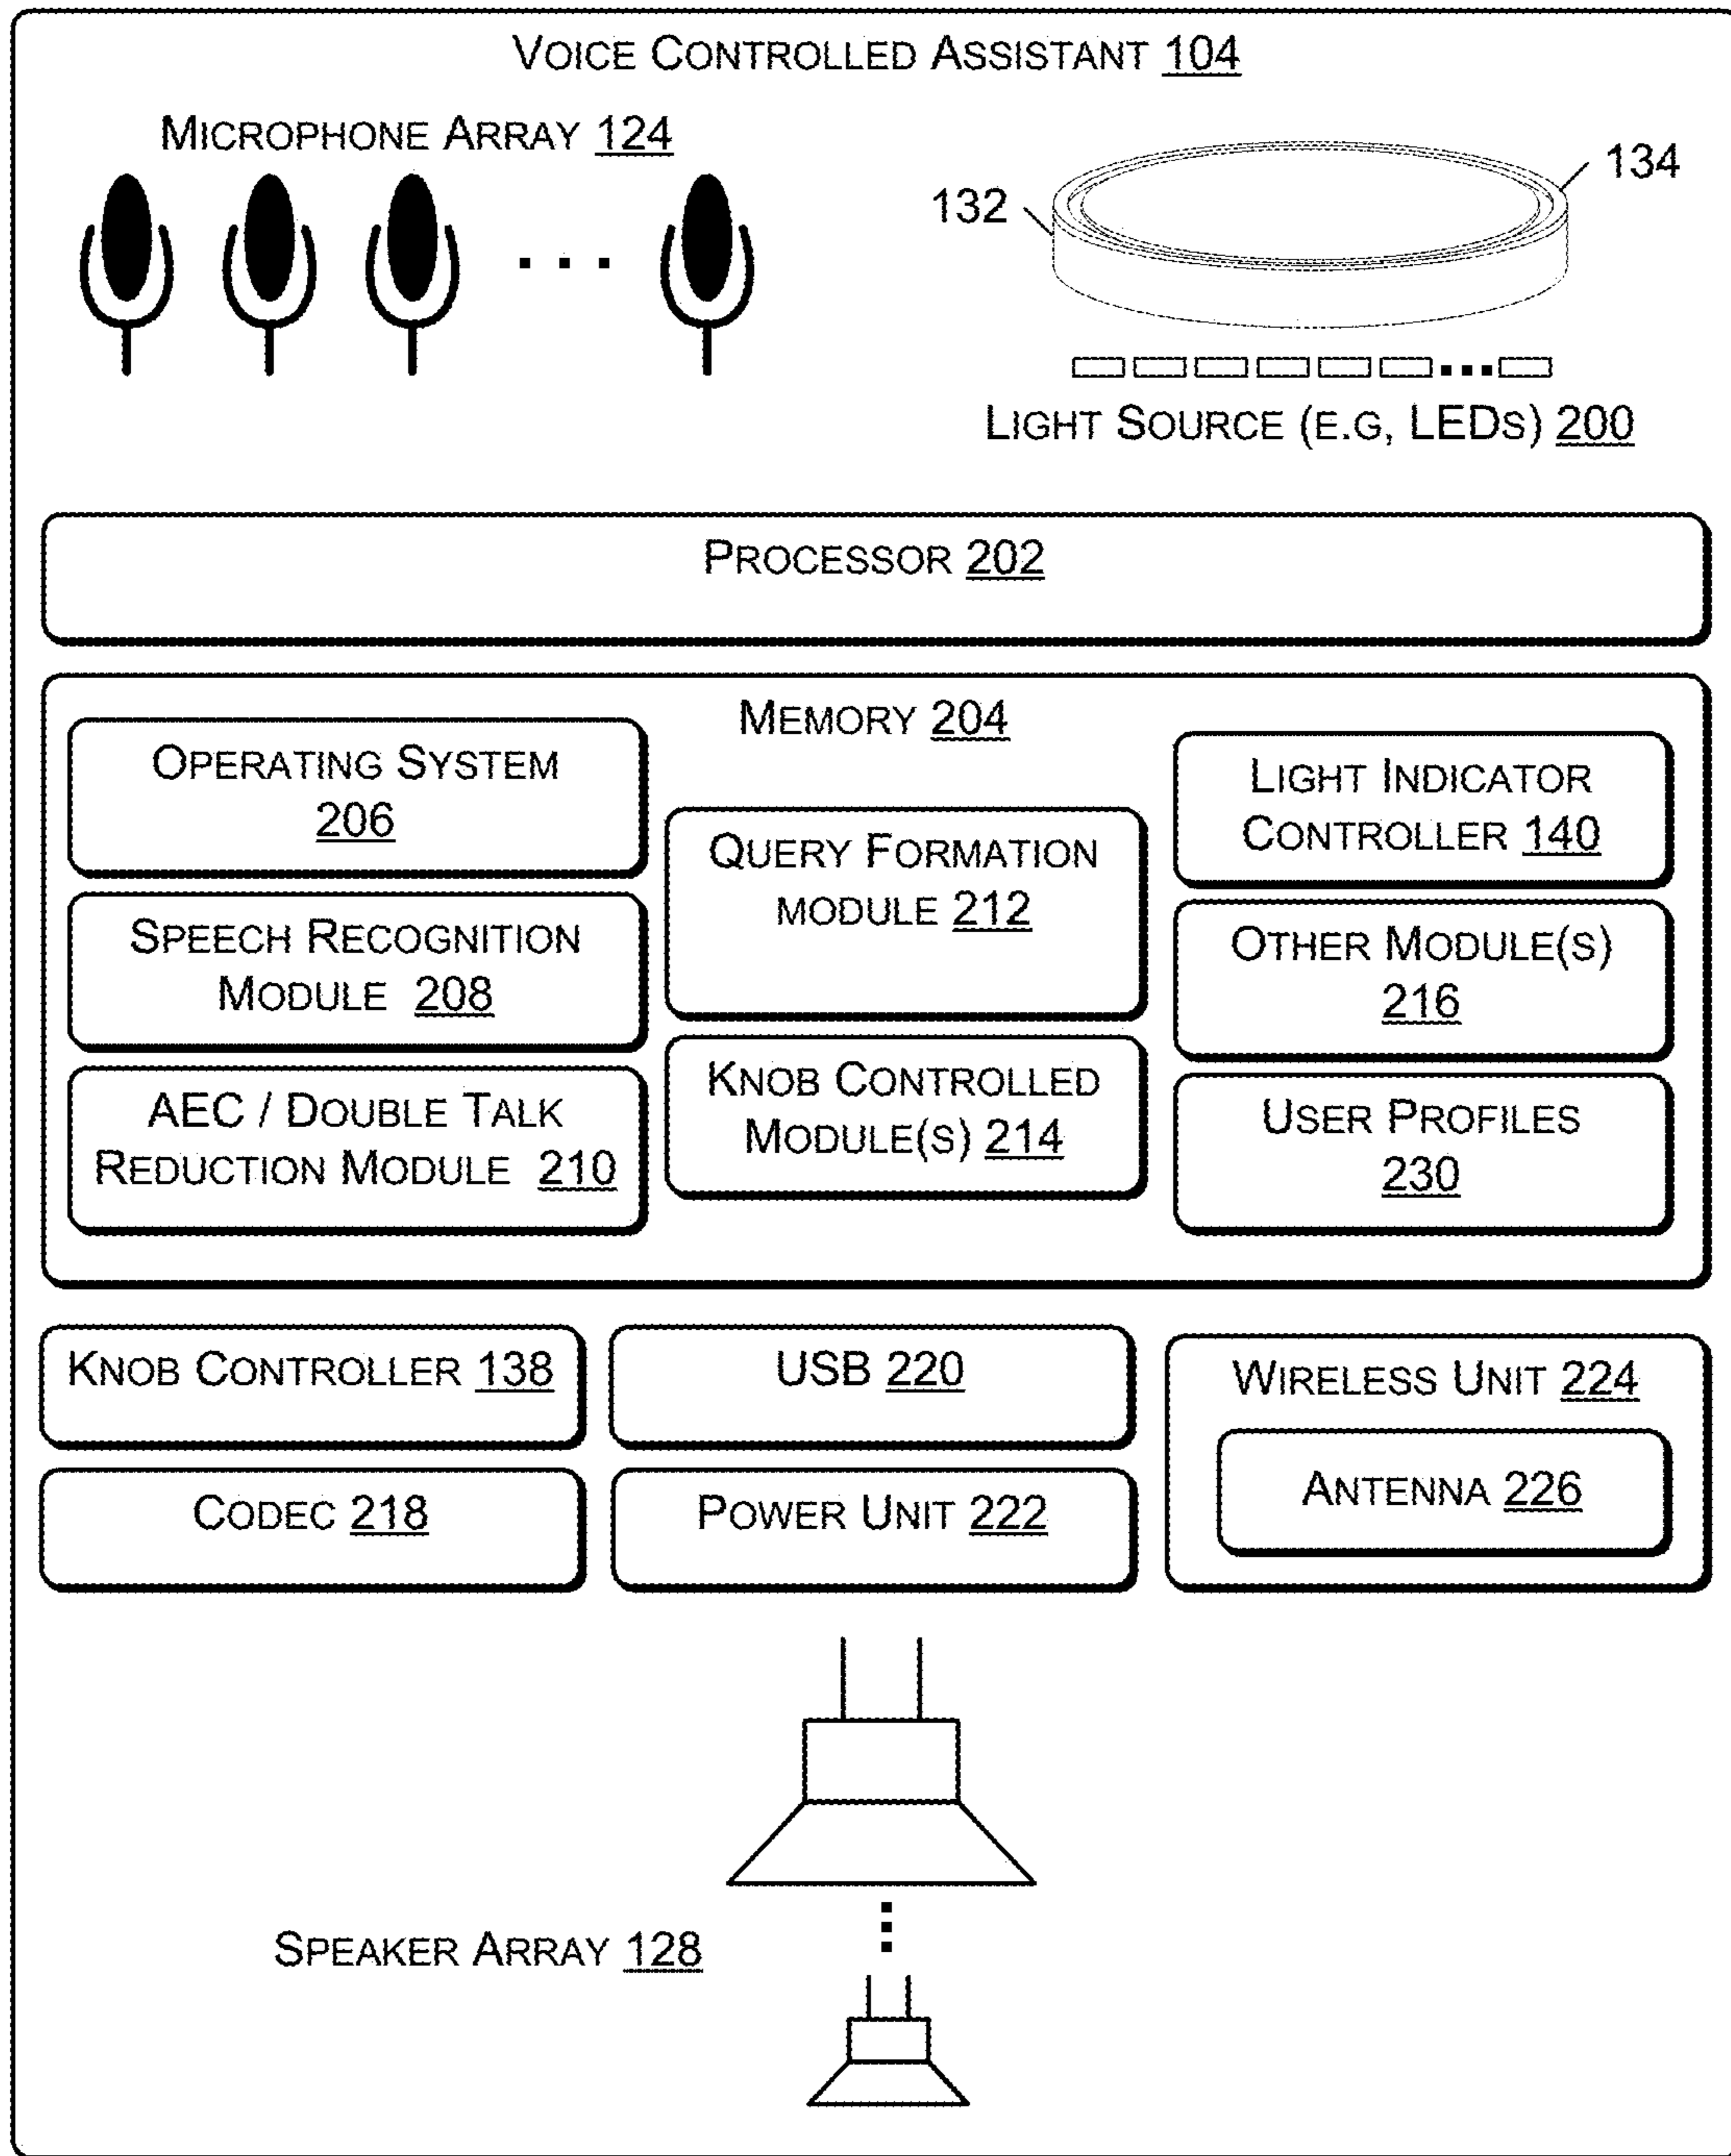 VOICE CONTROLLED ASSISTANT 104
MICROPHONE ARRAY 124
134
132
LIGHT SOURCE (E.G, LEDS) 200
PROCESSOR 202
MEMORY 204
OPERATING SYSTEM
206
SPEECH RECOGNITION
MODULE 208
AEC / DOUBLE TALK
REDUCTION MODULE 210
QUERY FORMATION
MODULE 212
KNOB CONTROLLED
MODULE(S) 214
LIGHT INDICATOR
CONTROLLER 140
OTHER MODULE(S)
216
USER PROFILES
230
KNOB CONTROLLER 138
USB 220
WIRELESS UNIT 224
CODEC 218
POWER UNIT 222
ANTENNA 226
SPEAKER ARRAY 128